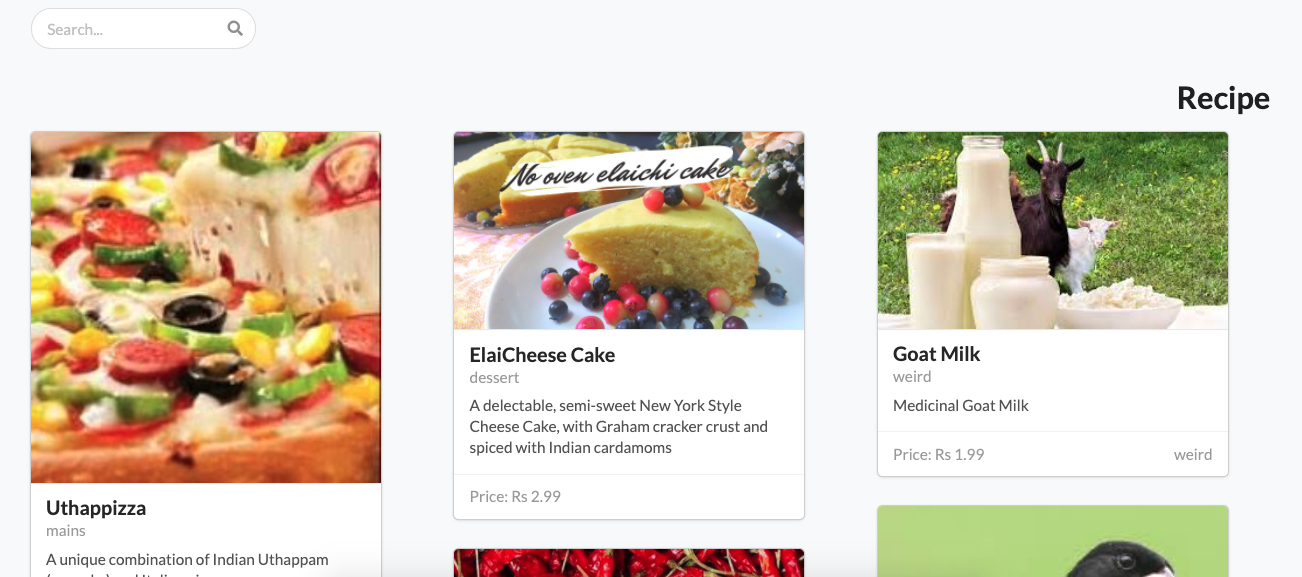 Search...
Recipe
No oven elaichi cake
Uthappizza
mains
A unique combination of Indian Uthappam
ElaiCheese Cake
dessert
A delectable, semi-sweet New York Style
Cheese Cake, with Graham cracker crust and
spiced with Indian cardamoms
Price: Rs 2.99
Goat Milk
weird
Medicinal Goat Milk
Price: Rs 1.99 weird